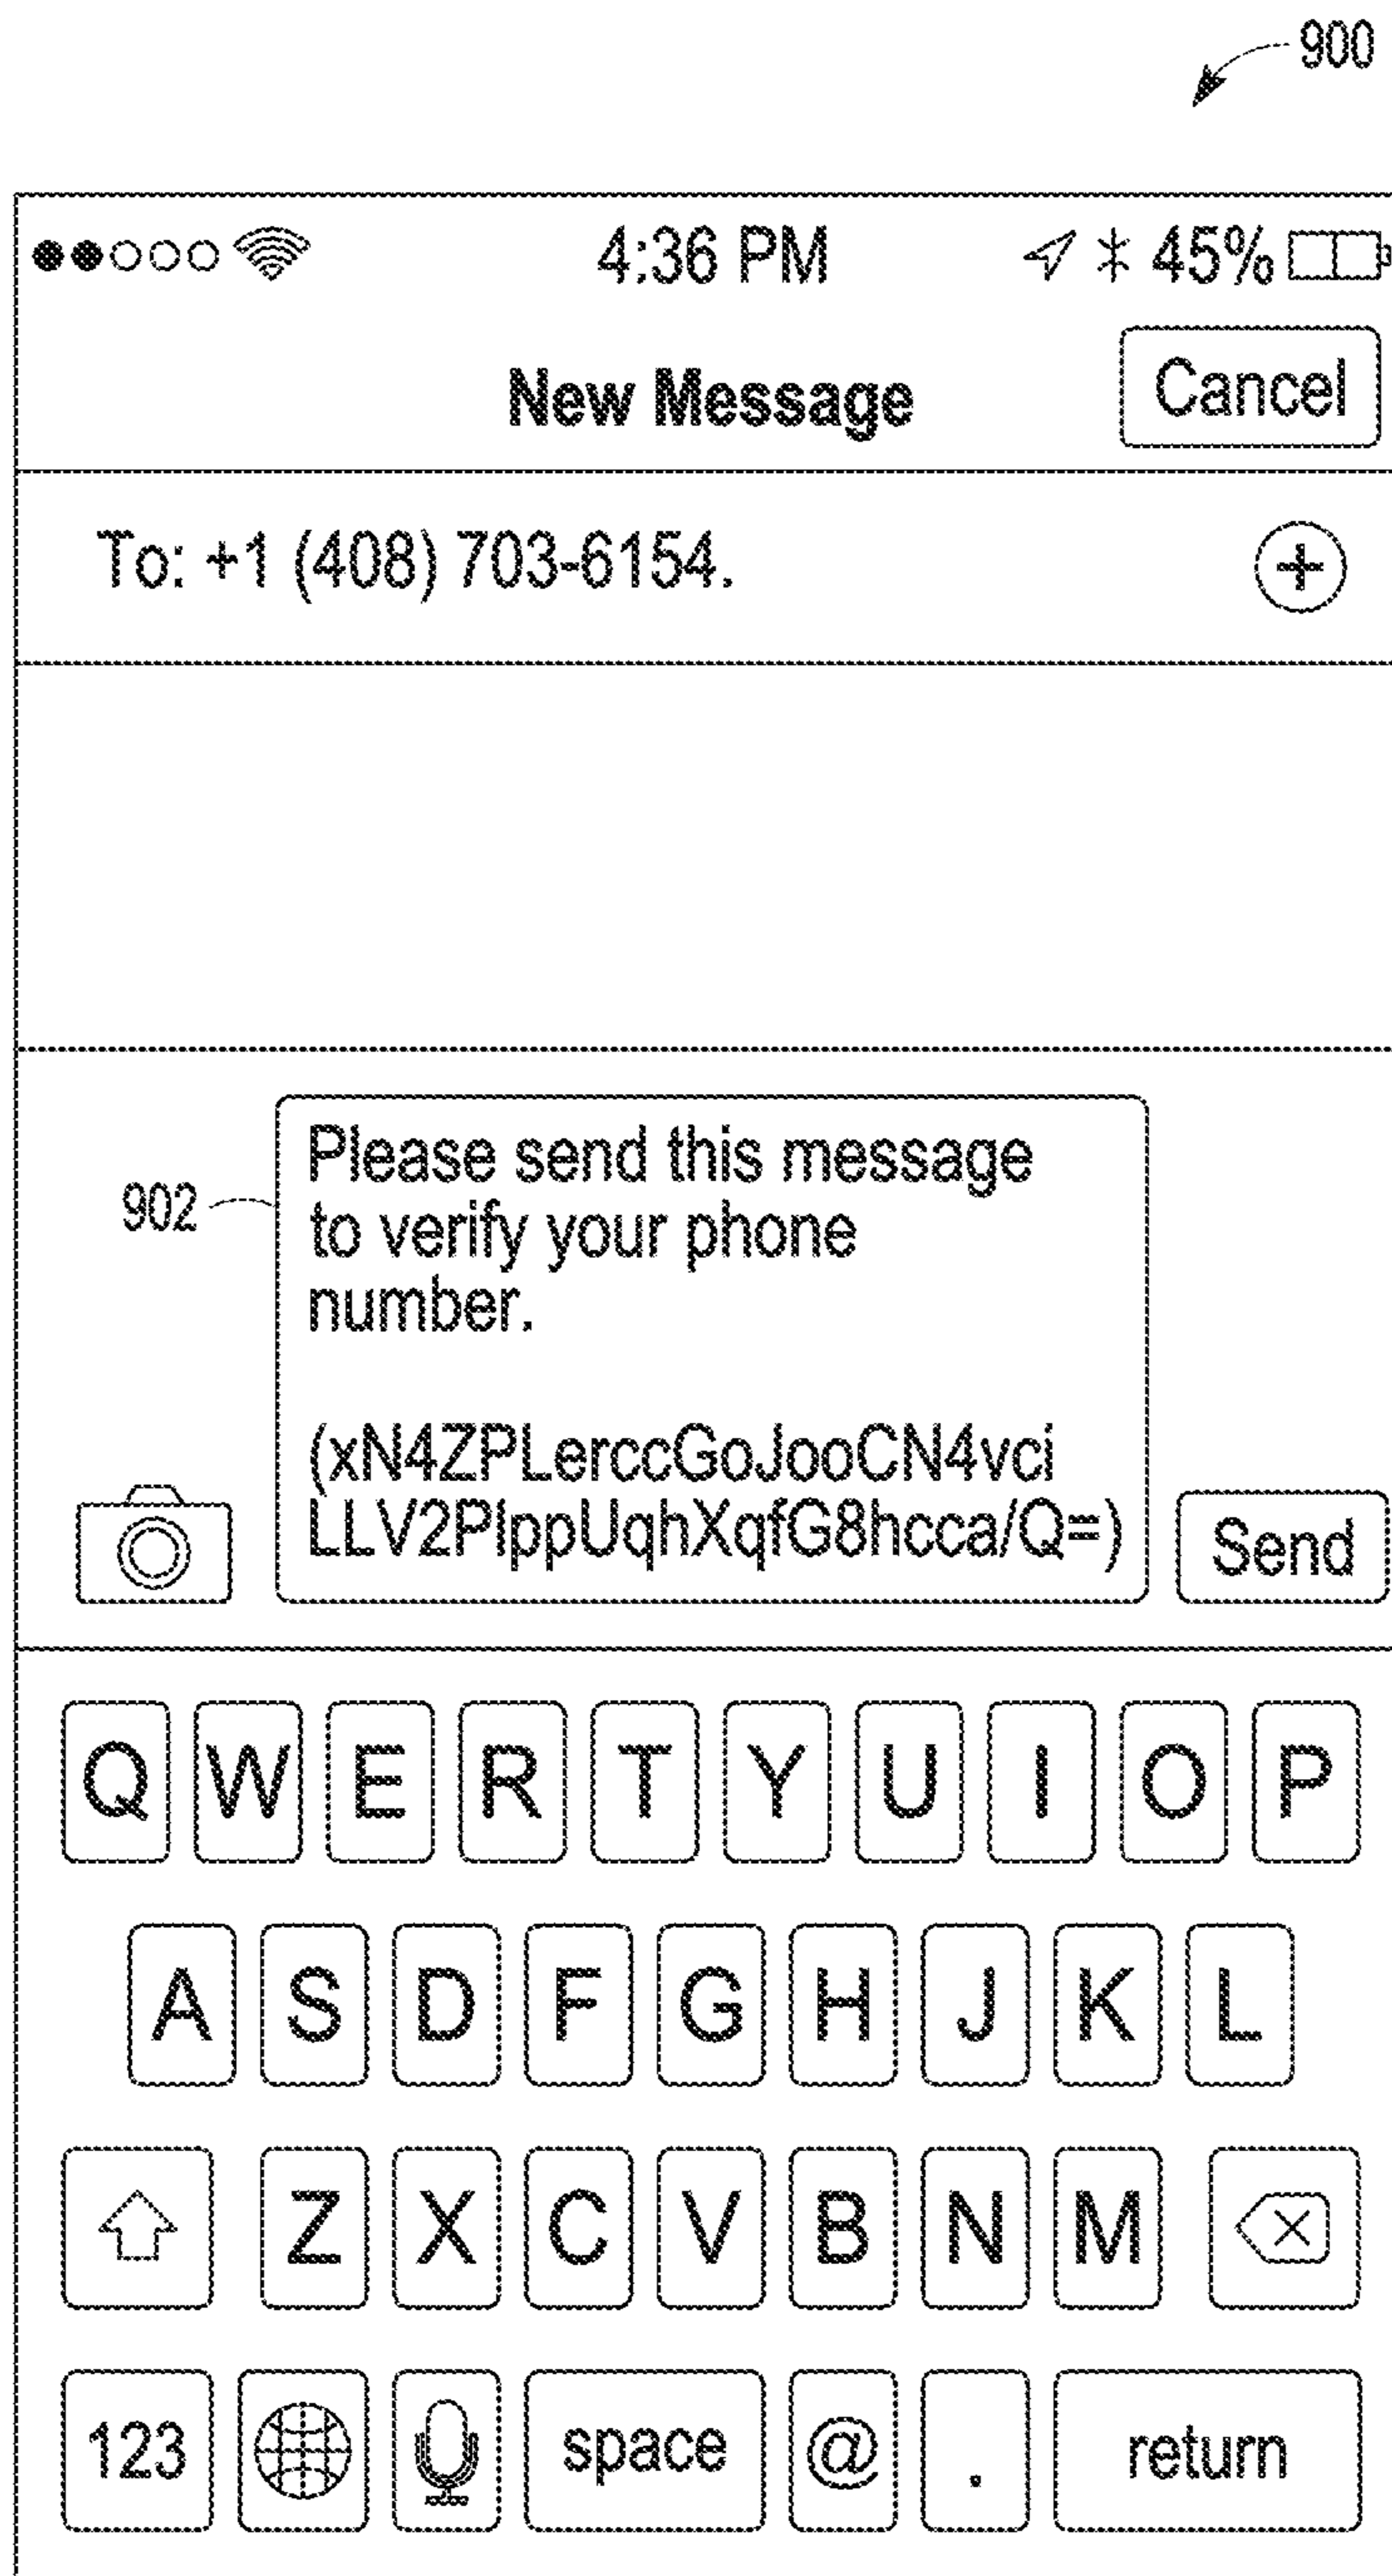 900
4:36 PM 45%
New Message Cancel
To: +1 (408) 703-6154.
Please send this message
902 to verify your phone
number.
(xN4ZPLerccGoJooCN4vci
LLV2PlppUqhXqfG8hcca/Q=)
Send
Q W E R T Y U I O P
A S D F G H J K L
Z X C V B N M
123 space @ . return